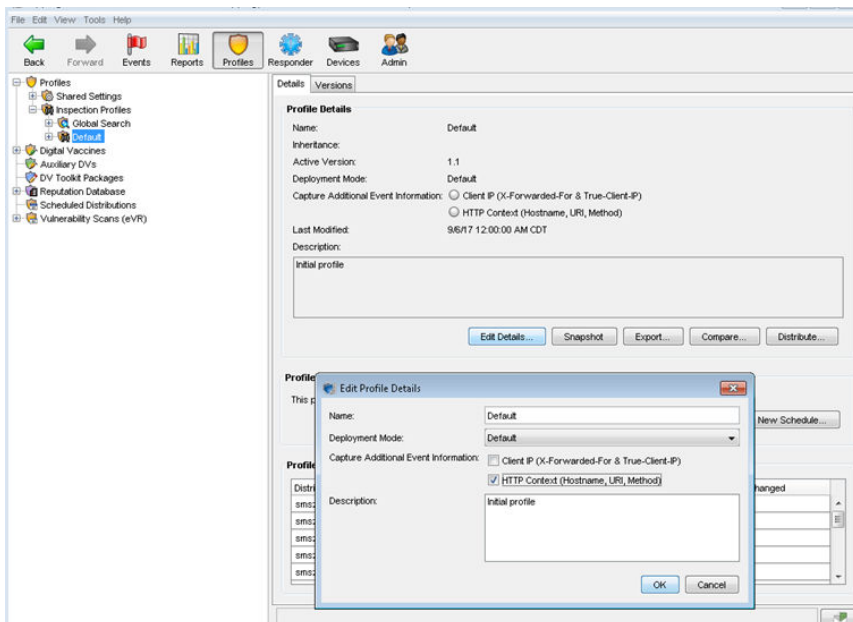 File Edit View Tools Help
Back Forward Events Reports Profiles Responder Devices Admin
Profiles
Shared Settings
Inspection Profiles
Global Search
Default
Digital Vaccines
Auxiliary DVs
DV Toolkit Packages
Reputation Database
Scheduled Distributions
Vulnerability Scans (eVR)
Details Versions
Profile Details
Name: Default
Inheritance:
Active Version: 1.1
Deployment Mode: Default
Capture Additional Event Information: Client IP (X-Forwarded-For & True-Client-IP)
HTTP Context (Hostname, URI, Method)
Last Modified: 9/6/17 12:00:00 AM CDT
Description:
Initial profile
Edit Details... Snapshot Export... Compare... Distribute...
Profile
This p
New Schedule...
Profile
Distri
hanged
sms
sms
sms
sms
sms
Edit Profile Details
Name: Default
Deployment Mode: Default
Capture Additional Event Information: Client IP (X-Forwarded-For & True-Client-IP)
HTTP Context (Hostname, URI, Method)
Description: Initial profile
OK Cancel